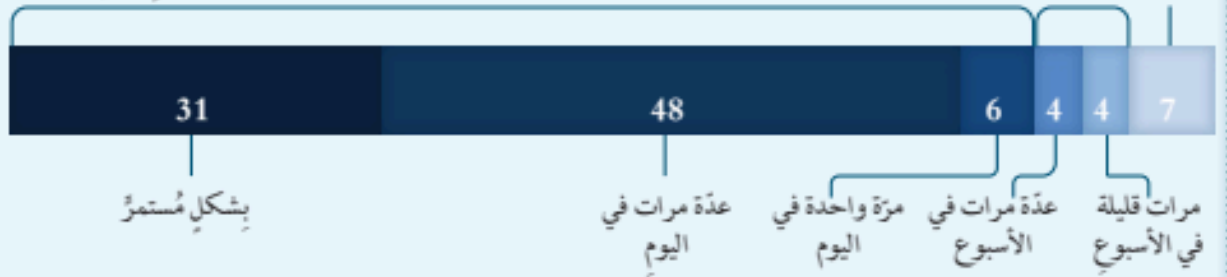 31 48 6 4 4 7
بِشكلٍ مُستمرٍّ
عدّة مرات في
اليومِ
مرّة واحدة في
اليوم
عدّة مرات في
الأسبوع
مرات قليلة
في الأسبوعِ